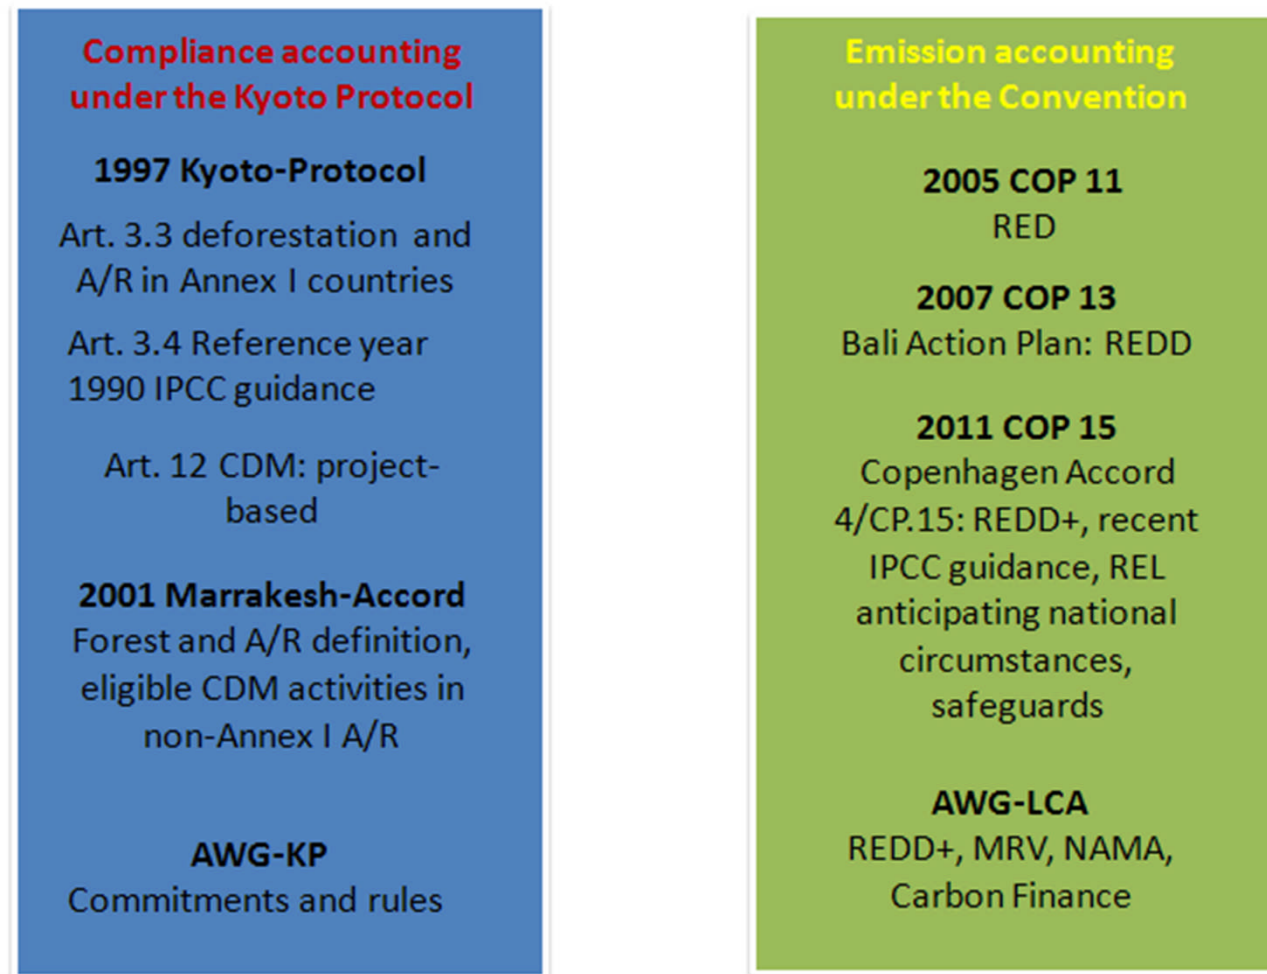 Compliance accounting
under the Kyoto Protocol
1997 Kyoto-Protocol
Art. 3.3 deforestation and
A/R in Annex I countries
Art. 3.4 Reference year
1990 IPCC guidance
Art. 12 CDM: project-
based
2001 Marrakesh-Accord
Forest and A/R definition,
eligible CDM activities in
non-Annex I A/R
AWG-KP
Commitments and rules
Emission accounting
under the Convention
2005 COP 11
RED
2007 COP 13
Bali Action Plan: REDD
2011 COP 15
Copenhagen Accord
4/CP.15: REDD+, recent
IPCC guidance, REL
anticipating national
circumstances,
safeguards
AWG-LCA
REDD+, MRV, NAMA,
Carbon Finance